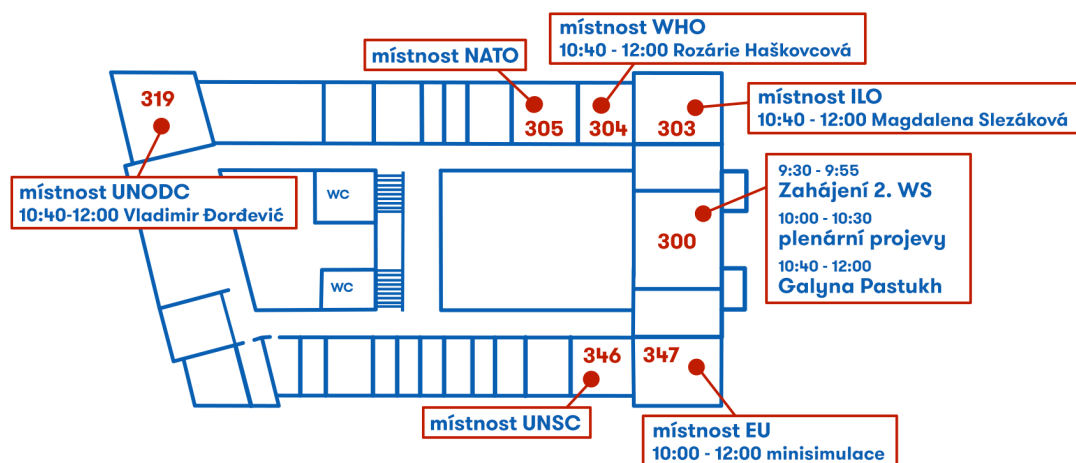 místnost WHO
10:40 - 12:00 Rozárie Haškovcová
místnost NATO
319
305
304
303
místnost ILO
10:40 - 12:00 Magdalena Slezáková
místnost UNODC
10:40-12:00 Vladimir Đorđević
WC
WC
300
9:30 - 9:55
Zahájení 2. WS
10:00 - 10:30
plenární projevy
10:40 - 12:00
Galyna Pastukh
346
347
místnost UNSC
místnost EU
10:00 - 12:00 minisimulace